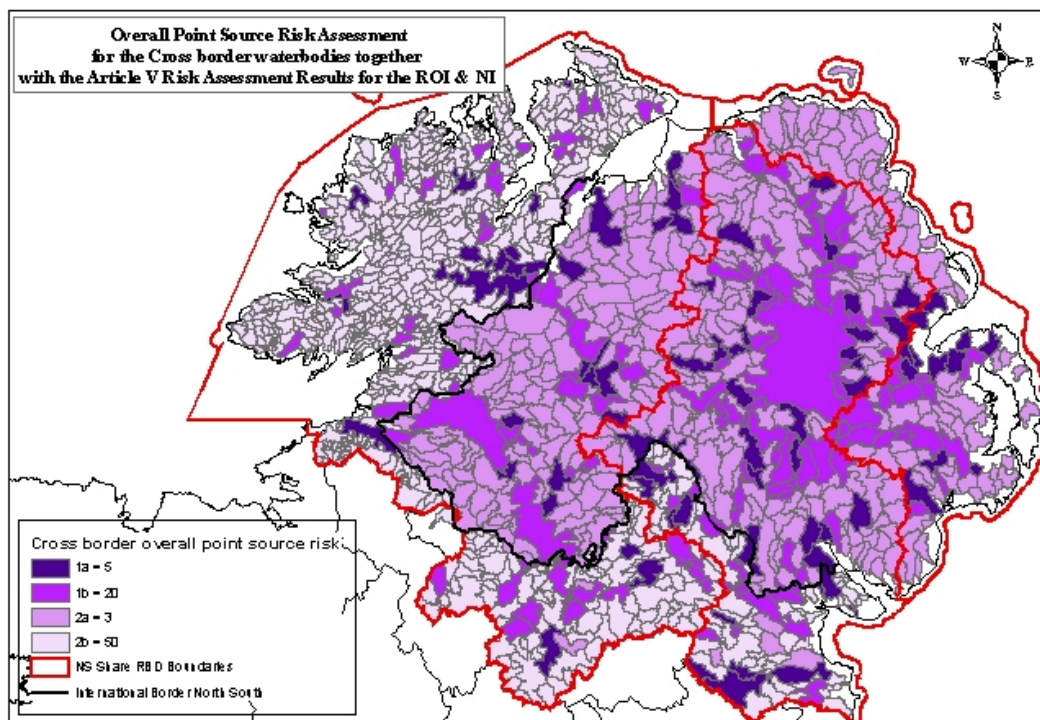 Overall Point Source Risk Assessment
for the Cross border waterbodies together
with the Article V Risk Assessment Results for the ROI & NI
N
W E
S
Cross border overall point source risk:
1a = 5
1b = 20
2a = 3
2b = 50
NS Share RBD Boundaries
International Border North South